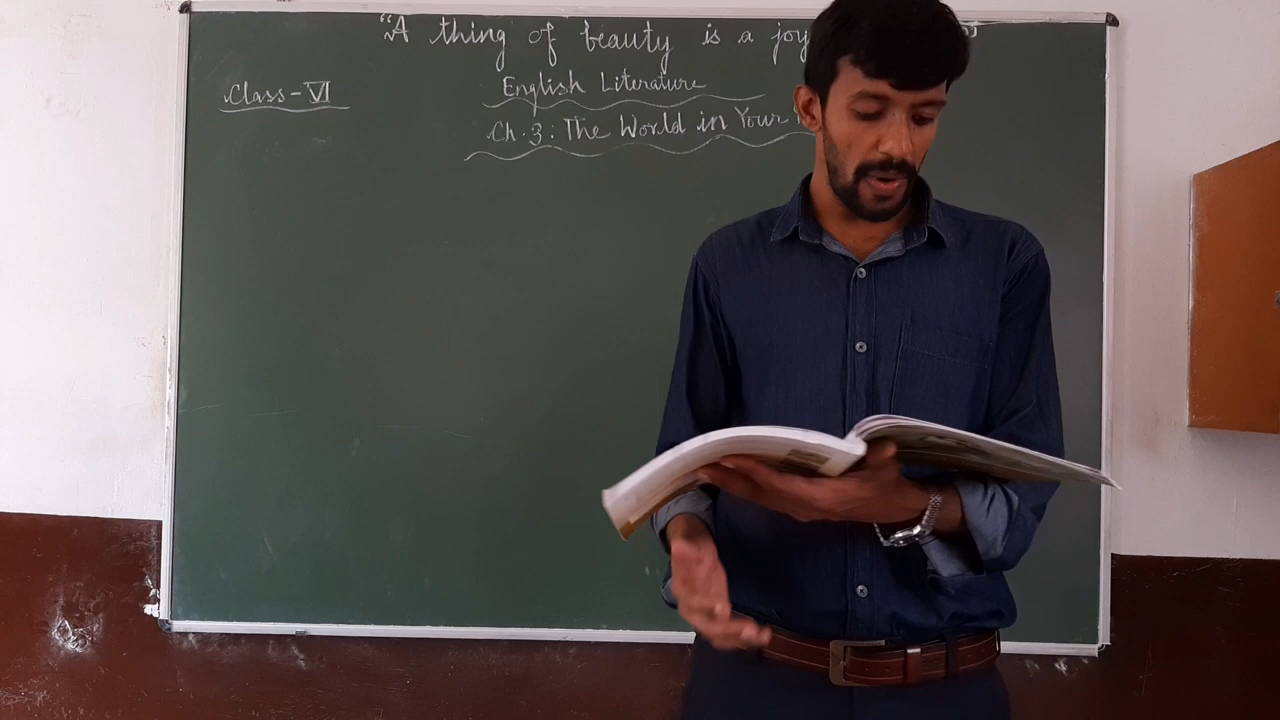 "A thing of beauty is a joy
Class-VI
English Literature
Ch.3: The World in Your